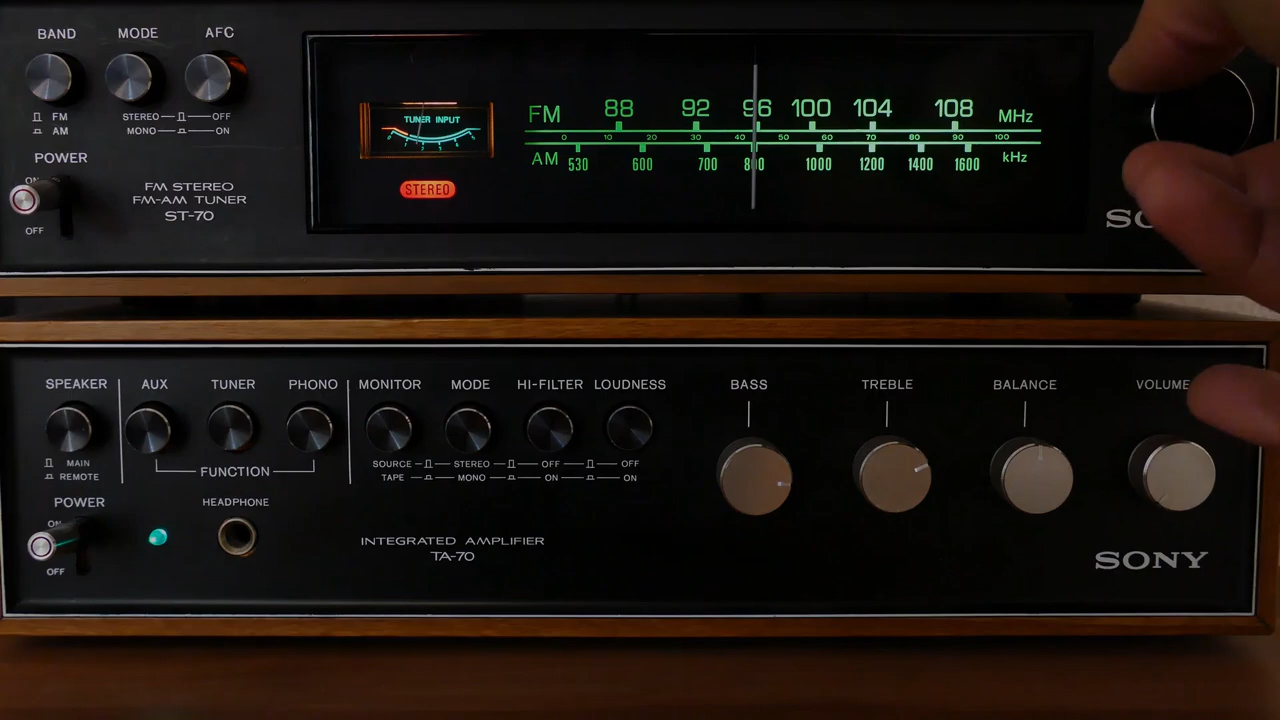 BAND MODE AFC
FM STEREO OFF
AM MONO ON
POWER
ON
OFF
FM STEREO
FM-AM TUNER
ST-70
TUNER INPUT
STEREO
FM 88 92 96 100 104 108 MHz
0 10 20 30 40 50 60 70 80 90 100
AM 530 600 700 800 1000 1200 1400 1600 kHz
SPEAKER AUX TUNER PHONO MONITOR MODE HI-FILTER LOUDNESS BASS TREBLE BALANCE VOLUME
MAIN
REMOTE
FUNCTION
SOURCE STEREO OFF OFF
TAPE MONO ON ON
POWER
ON
OFF
HEADPHONE
INTEGRATED AMPLIFIER
TA-70
SONY